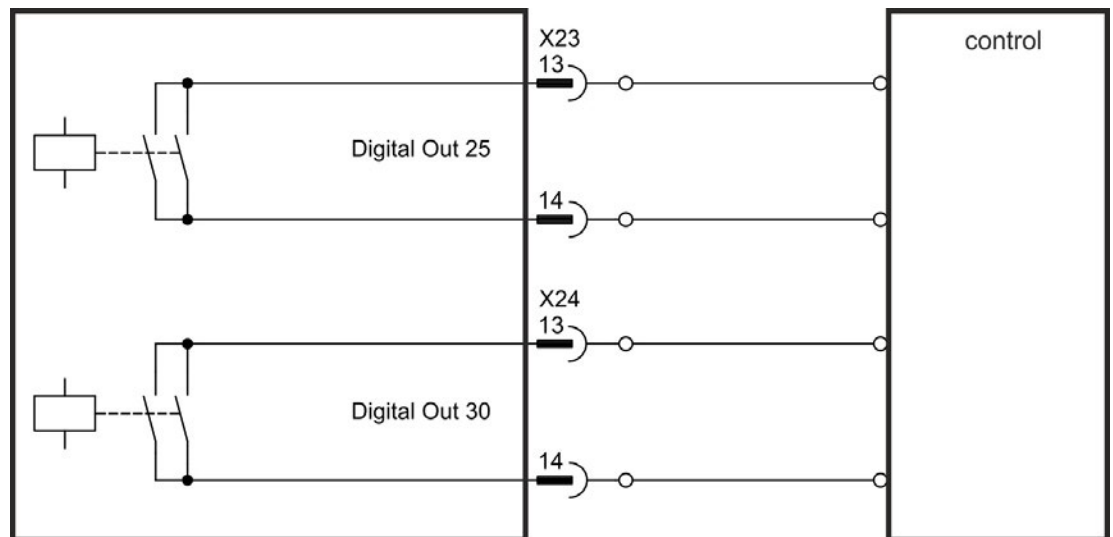 X23
13
control
Digital Out 25
14
X24
13
Digital Out 30
14